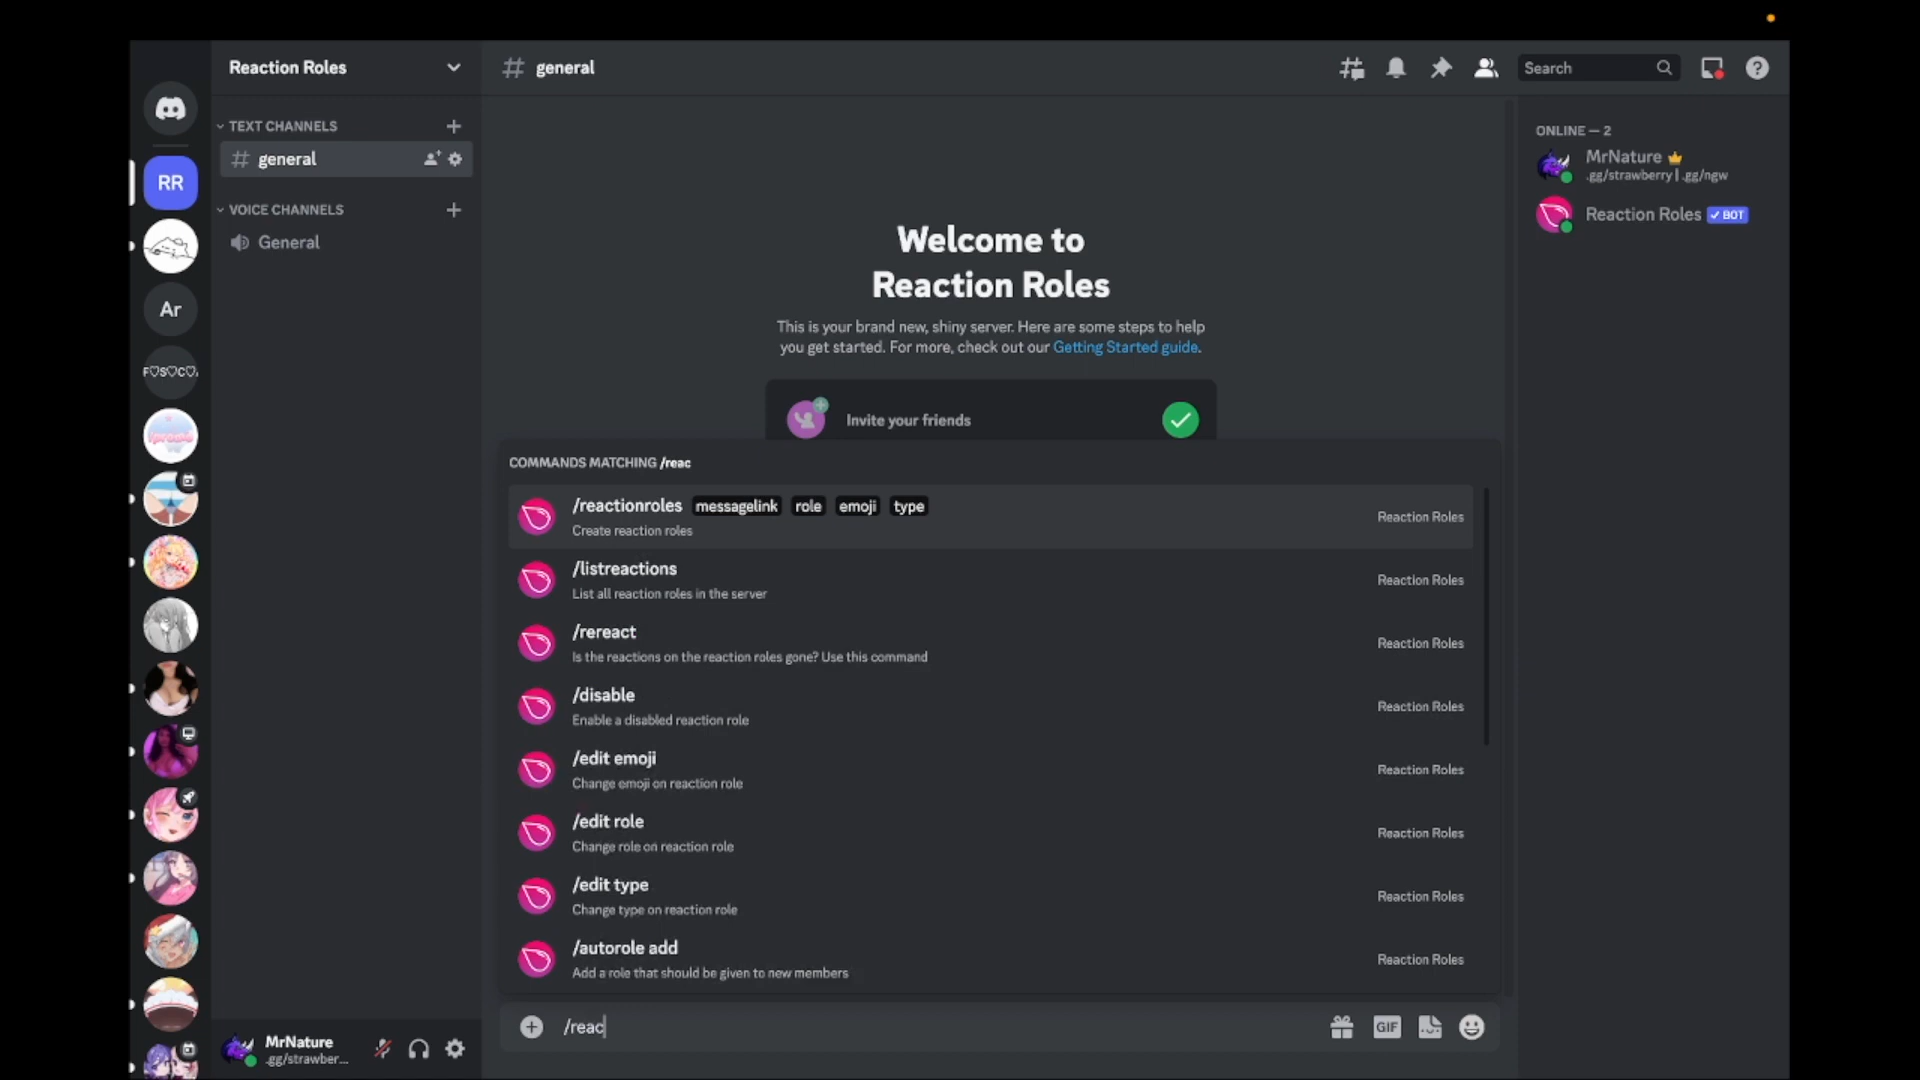 Reaction Roles
general
Search
TEXT CHANNELS
general
VOICE CHANNELS
General
RR
Ar
F♡S♡C♡
Welcome to
Reaction Roles
This is your brand new, shiny server. Here are some steps to help
you get started. For more, check out our Getting Started guide.
Invite your friends
COMMANDS MATCHING /reac
/reactionroles messagelink role emoji type
Create reaction roles
Reaction Roles
/listreactions
List all reaction roles in the server
Reaction Roles
/rereact
Is the reactions on the reaction roles gone? Use this command
Reaction Roles
/disable
Enable a disabled reaction role
Reaction Roles
/edit emoji
Change emoji on reaction role
Reaction Roles
/edit role
Change role on reaction role
Reaction Roles
/edit type
Change type on reaction role
Reaction Roles
/autorole add
Add a role that should be given to new members
Reaction Roles
/reac
GIF
ONLINE — 2
MrNature
.gg/strawberry | .gg/ngw
Reaction Roles BOT
MrNature
.gg/strawber...